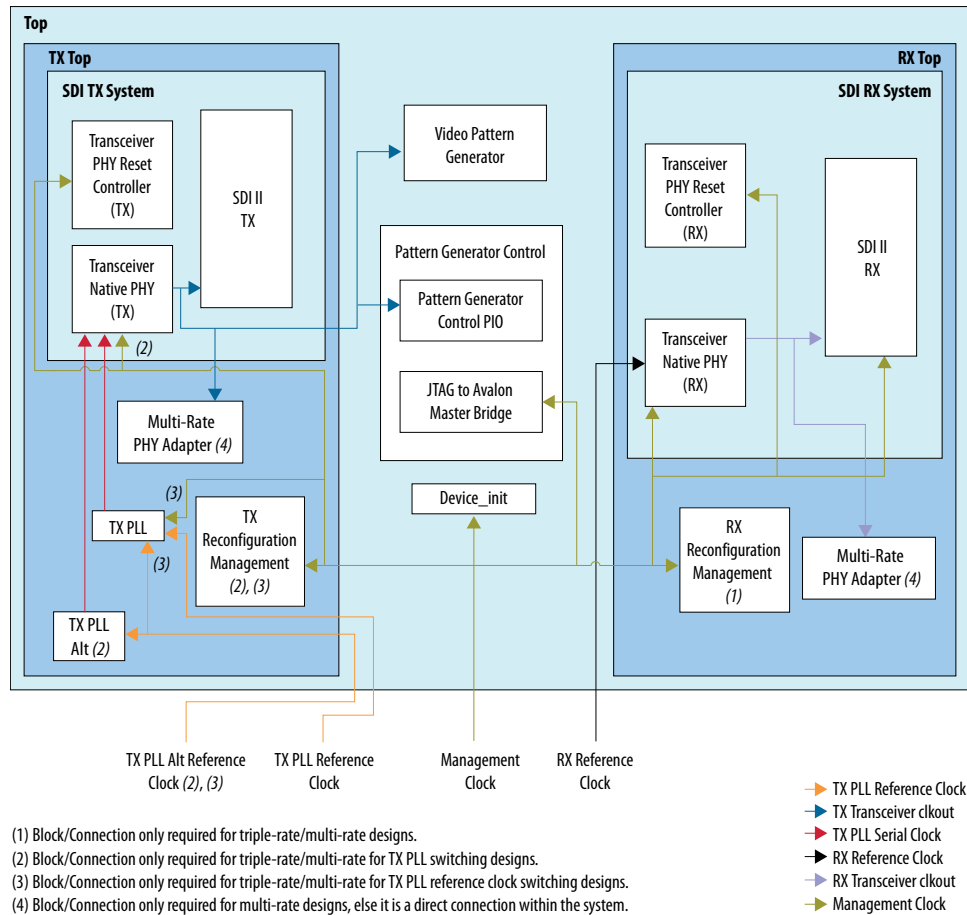 Top
TX Top
SDI TX System
Transceiver
PHY Reset
Controller
(TX)
SDI II
TX
Transceiver
Native PHY
(TX)
(2)
Multi-Rate
PHY Adapter (4)
(3)
TX PLL
(3)
TX
Reconfiguration
Management
(2), (3)
TX PLL
Alt (2)
Video Pattern
Generator
Pattern Generator Control
Pattern Generator
Control PIO
JTAG to Avalon
Master Bridge
Device_init
RX Top
SDI RX System
Transceiver
PHY Reset
Controller
(RX)
SDI II
RX
Transceiver
Native PHY
(RX)
RX
Reconfiguration
Management
(1)
Multi-Rate
PHY Adapter (4)
TX PLL Alt Reference
Clock (2), (3)
TX PLL Reference
Clock
Management
Clock
RX Reference
Clock
TX PLL Reference Clock
TX Transceiver clkout
TX PLL Serial Clock
RX Reference Clock
RX Transceiver clkout
Management Clock
(1) Block/Connection only required for triple-rate/multi-rate designs.
(2) Block/Connection only required for triple-rate/multi-rate for TX PLL switching designs.
(3) Block/Connection only required for triple-rate/multi-rate for TX PLL reference clock switching designs.
(4) Block/Connection only required for multi-rate designs, else it is a direct connection within the system.